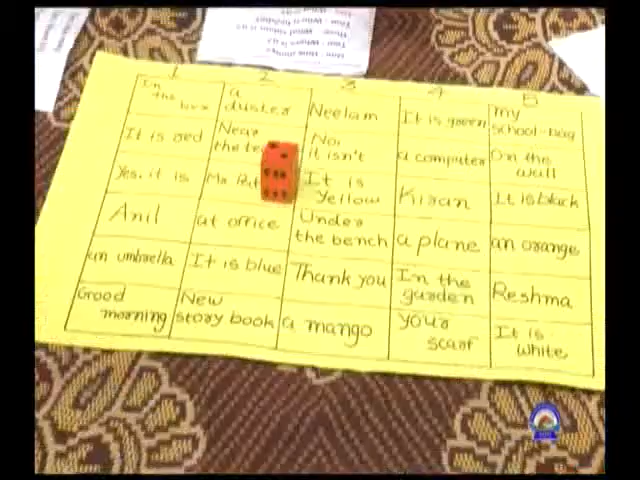 1 2 3 4 5
In the box
a duster
Neelam
It is green
my school-bag
It is red
Near the
No, it isn't
a computer
On the wall
Yes, it is
Mr.
It is yellow
Kiran
It is black
Anil
at office
Under the bench
a plane
an orange
an umbrella
It is blue
Thank you
In the garden
Reshma
Good morning
New story book
a mango
your scarf
It is white